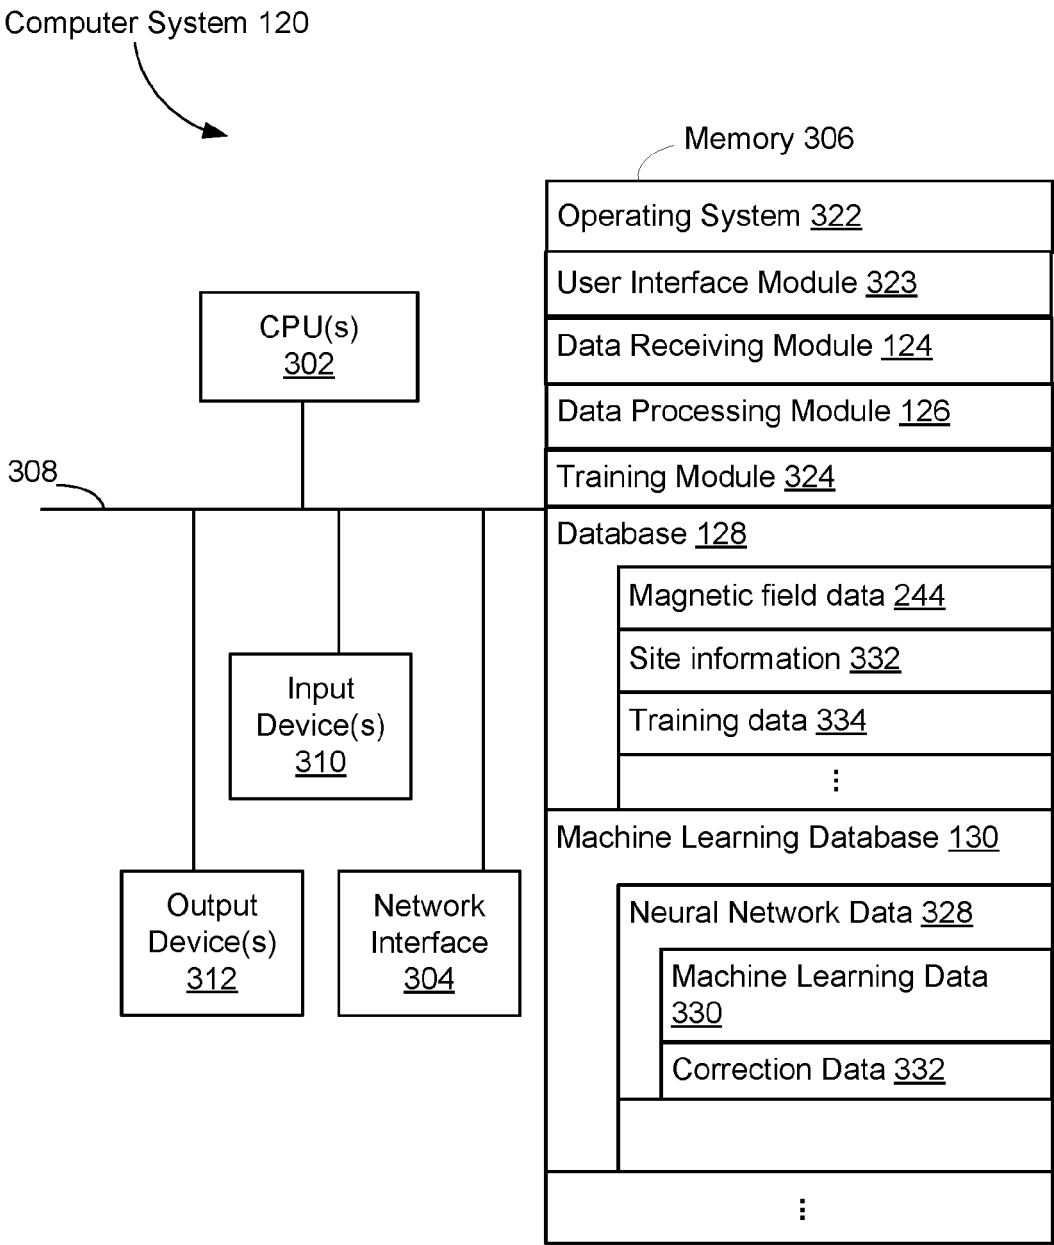 Computer System 120
Memory 306
Operating System 322
User Interface Module 323
CPU(s)
302
Data Receiving Module 124
Data Processing Module 126
308
Training Module 324
Database 128
Magnetic field data 244
Site information 332
Training data 334
⋮
Input
Device(s)
310
Machine Learning Database 130
Output
Device(s)
312
Network
Interface
304
Neural Network Data 328
Machine Learning Data
330
Correction Data 332
⋮